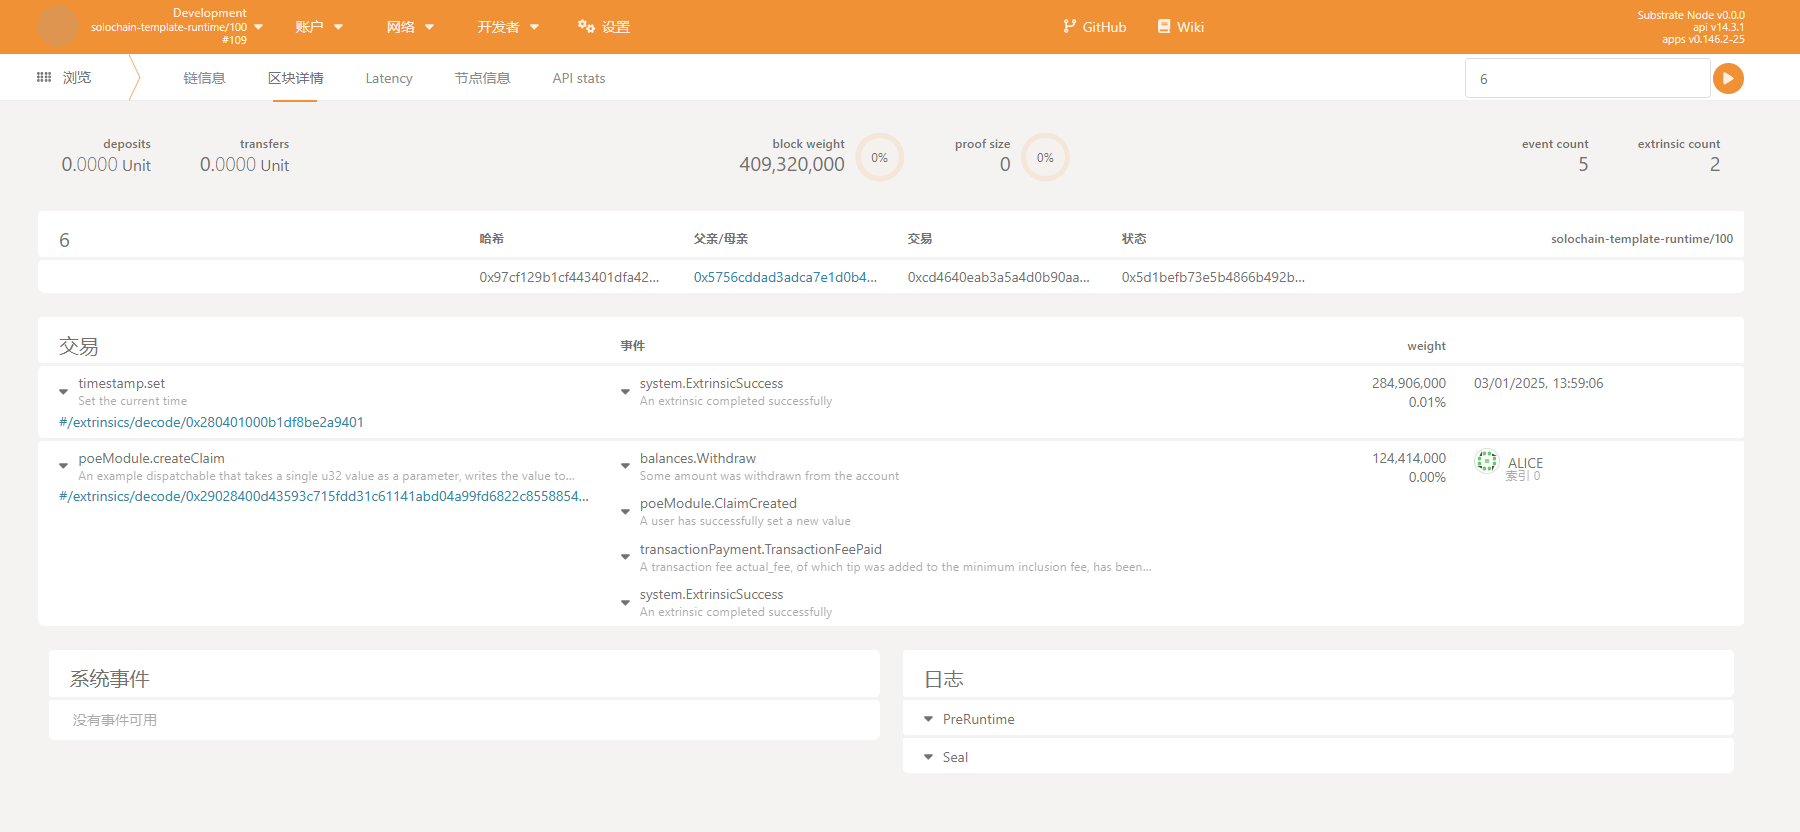 Development
solochain-template-runtime/100
#109
账户
网络
开发者
设置
GitHub
Wiki
Substrate Node v0.0.0
api v14.3.1
apps v0.146.2-25
浏览
链信息
区块详情
Latency
节点信息
API stats
6
deposits
0.0000 Unit
transfers
0.0000 Unit
block weight
409,320,000
0%
proof size
0
0%
event count
5
extrinsic count
2
6
哈希
父亲/母亲
交易
状态
solochain-template-runtime/100
0x97cf129b1cf443401dfa42...
0x5756cddad3adca7e1d0b4...
0xcd4640eab3a5a4d0b90aa...
0x5d1befb73e5b4866b492b...
交易
事件
weight
timestamp.set
Set the current time
#/extrinsics/decode/0x280401000b1df8be2a9401
system.ExtrinsicSuccess
An extrinsic completed successfully
284,906,000
0.01%
03/01/2025, 13:59:06
poeModule.createClaim
An example dispatchable that takes a single u32 value as a parameter, writes the value to...
#/extrinsics/decode/0x29028400d43593c715fdd31c61141abd04a99fd6822c8558854...
balances.Withdraw
Some amount was withdrawn from the account
poeModule.ClaimCreated
A user has successfully set a new value
transactionPayment.TransactionFeePaid
A transaction fee actual_fee, of which tip was added to the minimum inclusion fee, has been...
system.ExtrinsicSuccess
An extrinsic completed successfully
124,414,000
0.00%
ALICE
索引 0
系统事件
没有事件可用
日志
PreRuntime
Seal